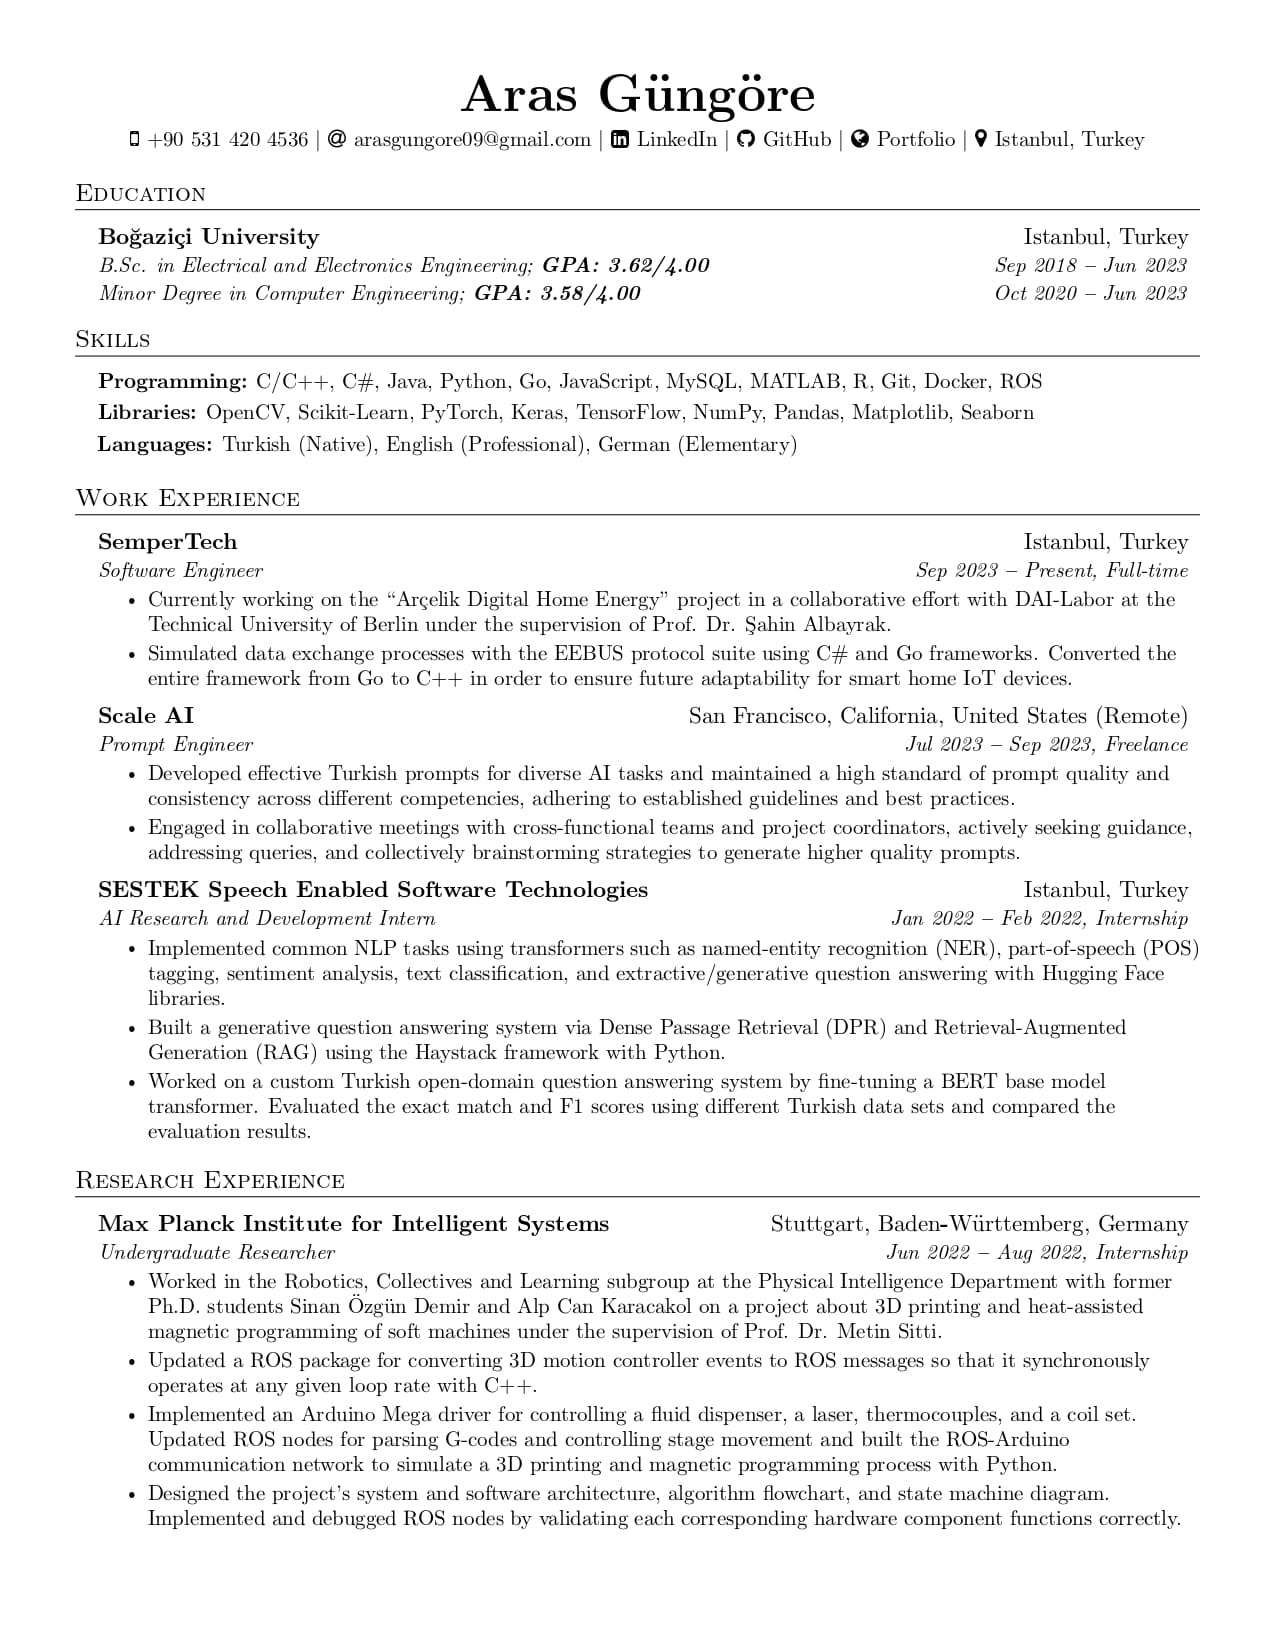 Aras Güngöre
+90 531 420 4536 | arasgungore09@gmail.com | LinkedIn | GitHub | Portfolio | Istanbul, Turkey
Education
Boğaziçi University Istanbul, Turkey
B.Sc. in Electrical and Electronics Engineering; GPA: 3.62/4.00 Sep 2018 – Jun 2023
Minor Degree in Computer Engineering; GPA: 3.58/4.00 Oct 2020 – Jun 2023
Skills
Programming: C/C++, C#, Java, Python, Go, JavaScript, MySQL, MATLAB, R, Git, Docker, ROS
Libraries: OpenCV, Scikit-Learn, PyTorch, Keras, TensorFlow, NumPy, Pandas, Matplotlib, Seaborn
Languages: Turkish (Native), English (Professional), German (Elementary)
Work Experience
SemperTech Istanbul, Turkey
Software Engineer Sep 2023 – Present, Full-time
• Currently working on the “Arçelik Digital Home Energy” project in a collaborative effort with DAI-Labor at the
Technical University of Berlin under the supervision of Prof. Dr. Şahin Albayrak.
• Simulated data exchange processes with the EEBUS protocol suite using C# and Go frameworks. Converted the
entire framework from Go to C++ in order to ensure future adaptability for smart home IoT devices.
Scale AI San Francisco, California, United States (Remote)
Prompt Engineer Jul 2023 – Sep 2023, Freelance
• Developed effective Turkish prompts for diverse AI tasks and maintained a high standard of prompt quality and
consistency across different competencies, adhering to established guidelines and best practices.
• Engaged in collaborative meetings with cross-functional teams and project coordinators, actively seeking guidance,
addressing queries, and collectively brainstorming strategies to generate higher quality prompts.
SESTEK Speech Enabled Software Technologies Istanbul, Turkey
AI Research and Development Intern Jan 2022 – Feb 2022, Internship
• Implemented common NLP tasks using transformers such as named-entity recognition (NER), part-of-speech (POS)
tagging, sentiment analysis, text classification, and extractive/generative question answering with Hugging Face
libraries.
• Built a generative question answering system via Dense Passage Retrieval (DPR) and Retrieval-Augmented
Generation (RAG) using the Haystack framework with Python.
• Worked on a custom Turkish open-domain question answering system by fine-tuning a BERT base model
transformer. Evaluated the exact match and F1 scores using different Turkish data sets and compared the
evaluation results.
Research Experience
Max Planck Institute for Intelligent Systems Stuttgart, Baden-Württemberg, Germany
Undergraduate Researcher Jun 2022 – Aug 2022, Internship
• Worked in the Robotics, Collectives and Learning subgroup at the Physical Intelligence Department with former
Ph.D. students Sinan Özgün Demir and Alp Can Karacakol on a project about 3D printing and heat-assisted
magnetic programming of soft machines under the supervision of Prof. Dr. Metin Sitti.
• Updated a ROS package for converting 3D motion controller events to ROS messages so that it synchronously
operates at any given loop rate with C++.
• Implemented an Arduino Mega driver for controlling a fluid dispenser, a laser, thermocouples, and a coil set.
Updated ROS nodes for parsing G-codes and controlling stage movement and built the ROS-Arduino
communication network to simulate a 3D printing and magnetic programming process with Python.
• Designed the project's system and software architecture, algorithm flowchart, and state machine diagram.
Implemented and debugged ROS nodes by validating each corresponding hardware component functions correctly.